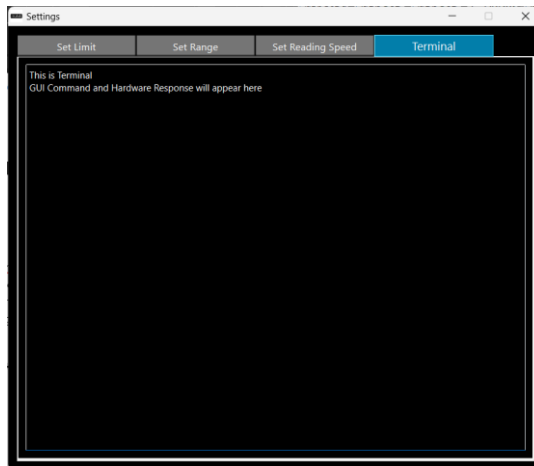 Settings
Set Limit
Set Range
Set Reading Speed
Terminal
This is Terminal
GUI Command and Hardware Response will appear here